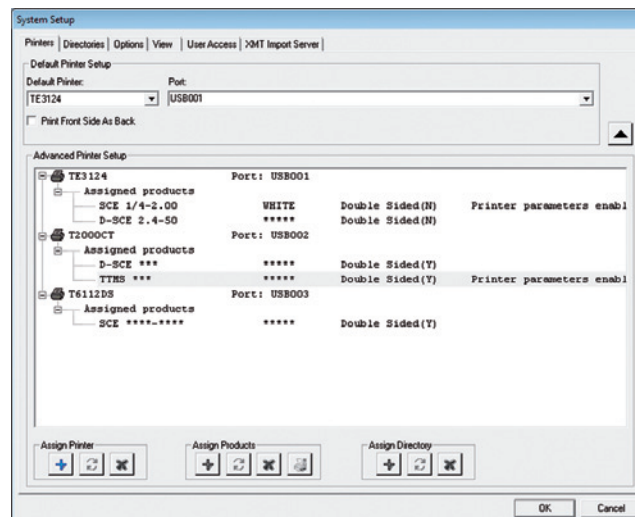 System Setup
Printers Directories Options View User Access XMT Import Server
Default Printer Setup
Default Printer: Port:
TE3124 USB001
Print Front Side As Back
Advanced Printer Setup
TE3124 Port: USB001
Assigned products
SCE 1/4-2.00 WHITE Double Sided(N) Printer parameters enabl
D-SCE 2.4-50 ***** Double Sided(N)
T2000CT Port: USB002
Assigned products
D-SCE *** ***** Double Sided(Y)
TTMS *** ***** Double Sided(Y) Printer parameters enabl
T6112DS Port: USB003
Assigned products
SCE ****-**** ***** Double Sided(Y)
Assign Printer Assign Products Assign Directory
OK Cancel